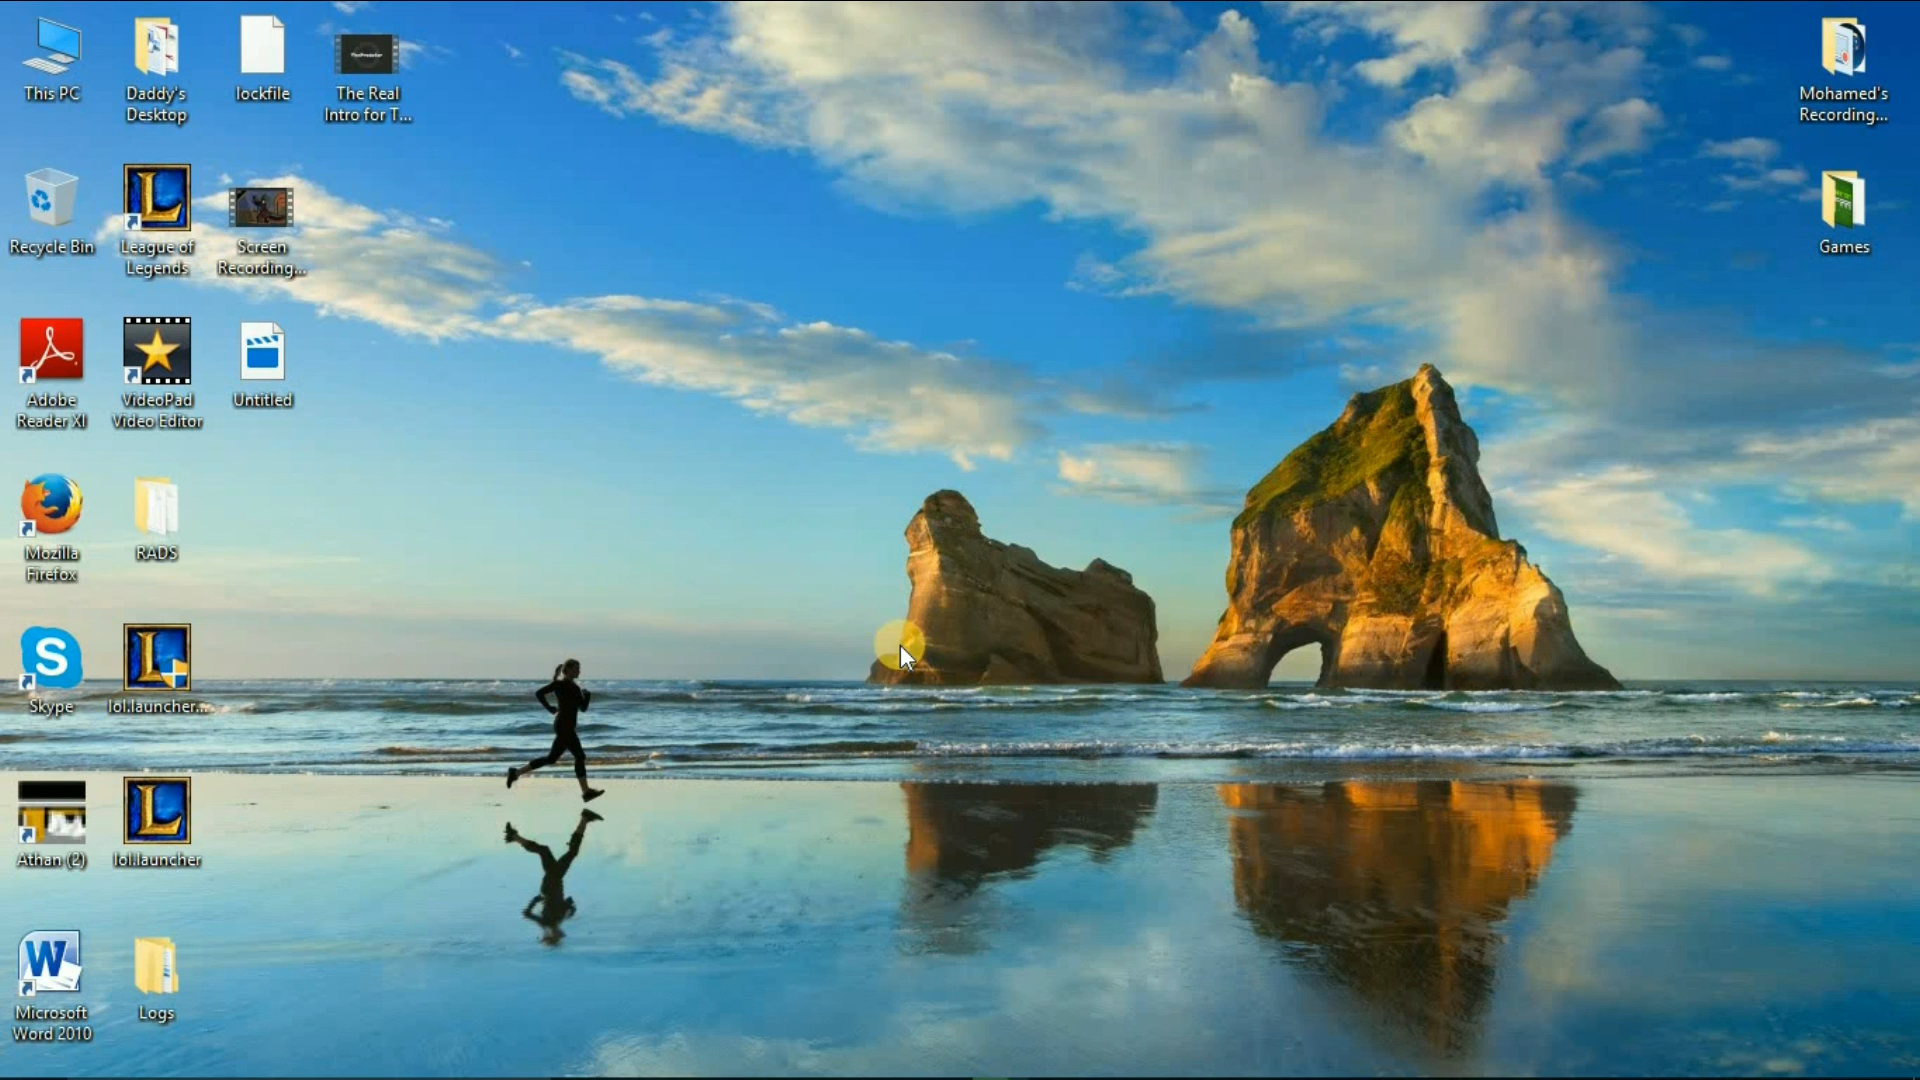 This PC
Daddy's
Desktop
lockfile
The Real
Intro for T...
Mohamed's
Recording...
Recycle Bin
League of
Legends
Screen
Recording...
Games
Adobe
Reader XI
VideoPad
Video Editor
Untitled
Mozilla
Firefox
RADS
Skype
lol.launcher...
Athan (2)
lol.launcher
Microsoft
Word 2010
Logs